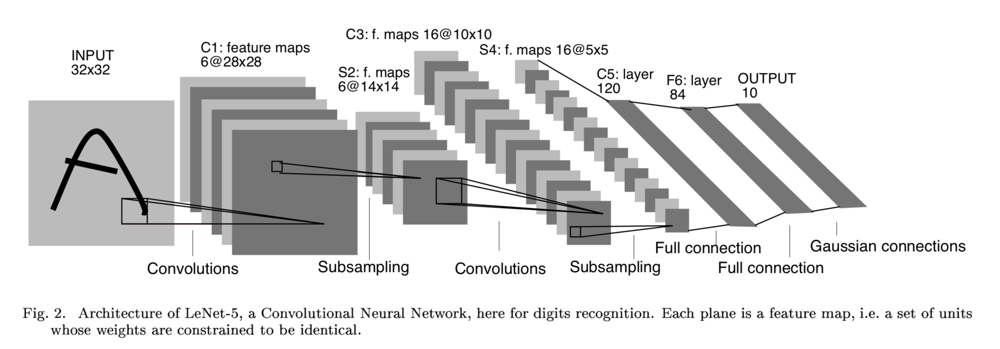 INPUT
32x32
C1: feature maps
6@28x28
S2: f. maps
6@14x14
C3: f. maps 16@10x10
S4: f. maps 16@5x5
C5: layer
120
F6: layer
84
OUTPUT
10
Convolutions
Subsampling
Convolutions
Subsampling
Full connection
Full connection
Gaussian connections
Fig. 2. Architecture of LeNet-5, a Convolutional Neural Network, here for digits recognition. Each plane is a feature map, i.e. a set of units
whose weights are constrained to be identical.